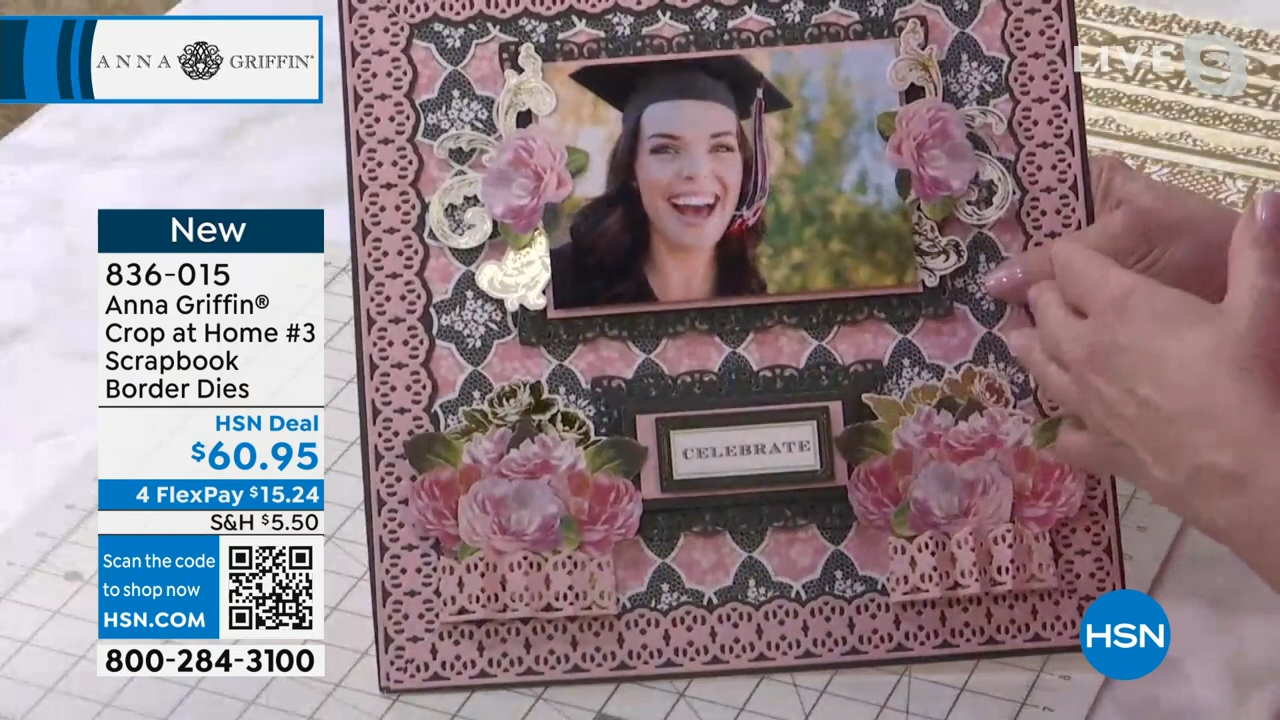 ANNA GRIFFIN®
LIVE
New
836-015
Anna Griffin®
Crop at Home #3
Scrapbook
Border Dies
HSN Deal
$60.95
4 FlexPay $15.24
S&H $5.50
Scan the code
to shop now
HSN.COM
800-284-3100
CELEBRATE
HSN